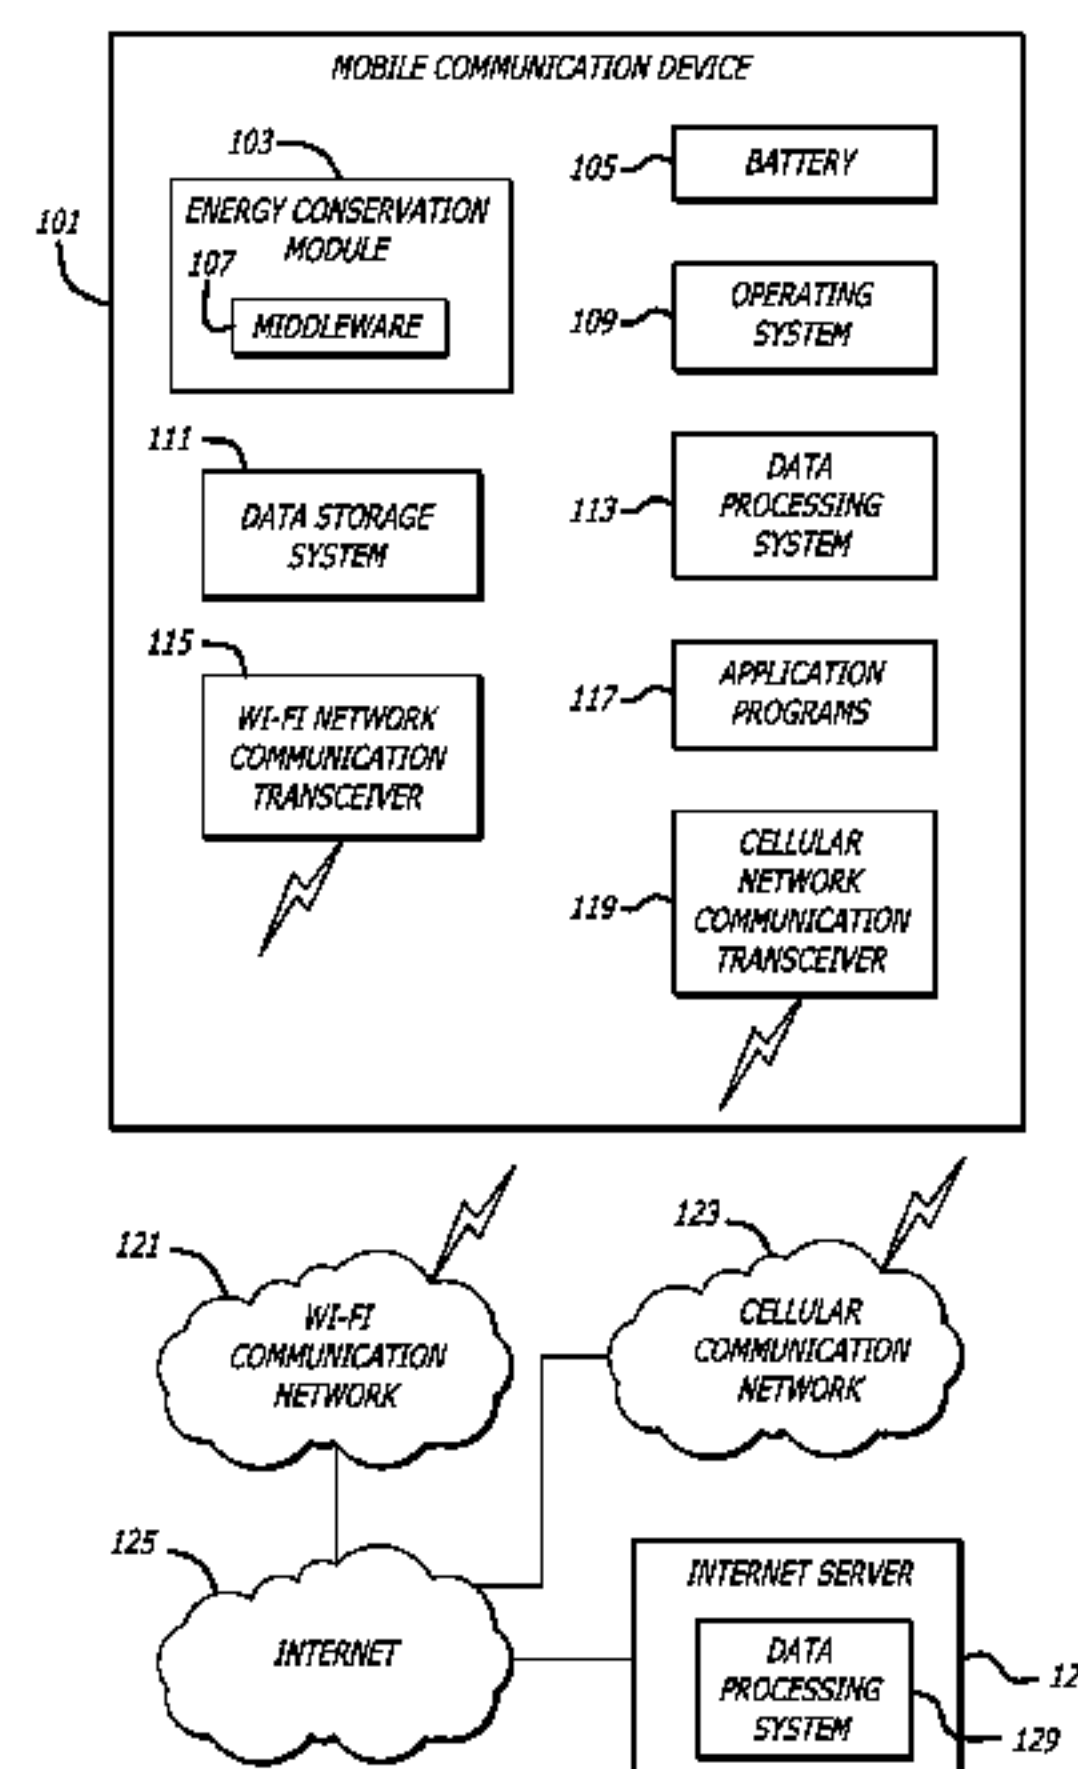 MOBILE COMMUNICATION DEVICE
103
ENERGY CONSERVATION
MODULE
107
MIDDLEWARE
101
105
BATTERY
109
OPERATING
SYSTEM
111
DATA STORAGE
SYSTEM
113
DATA
PROCESSING
SYSTEM
115
WI-FI NETWORK
COMMUNICATION
TRANSCEIVER
117
APPLICATION
PROGRAMS
119
CELLULAR
NETWORK
COMMUNICATION
TRANSCEIVER
121
WI-FI
COMMUNICATION
NETWORK
123
CELLULAR
COMMUNICATION
NETWORK
125
INTERNET
INTERNET SERVER
DATA
PROCESSING
SYSTEM
129